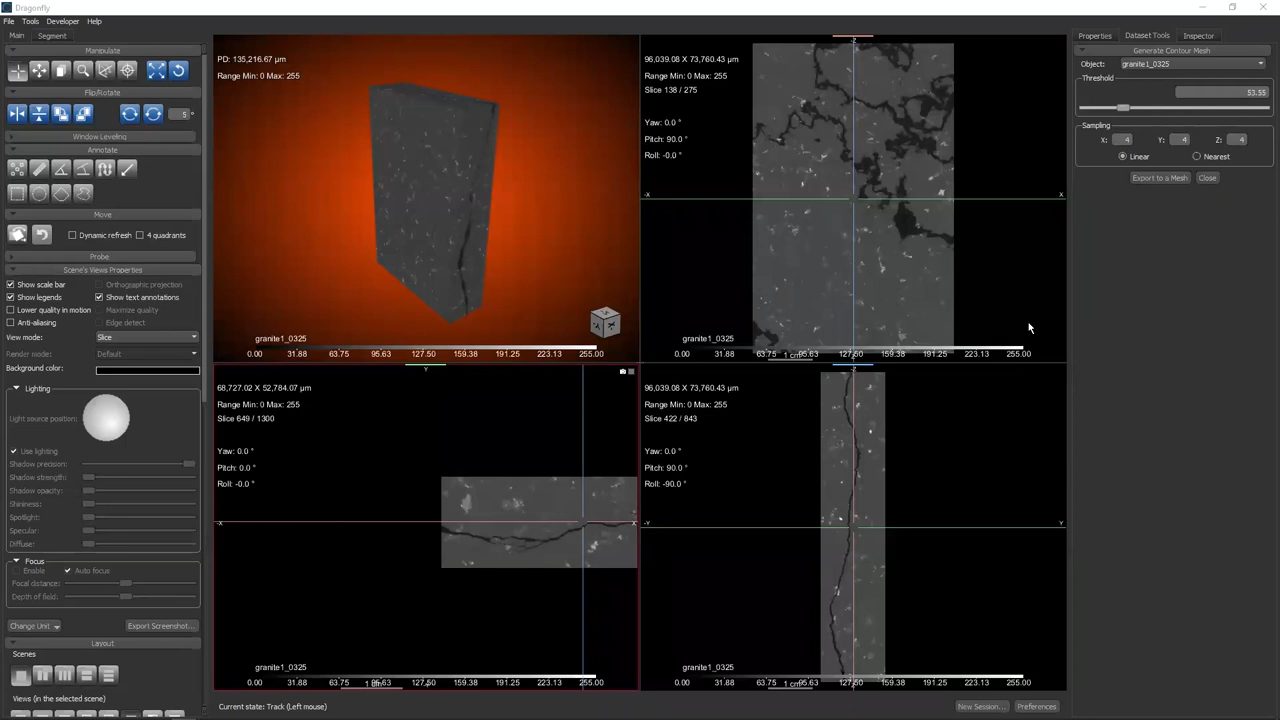 Dragonfly
File Tools Developer Help
Main Segment
Manipulate
Flip/Rotate
5 °
Window Leveling
Annotate
Move
Dynamic refresh 4 quadrants
Probe
Scene's Views Properties
Show scale bar Orthographic projection
Show legends Show text annotations
Lower quality in motion Maximize quality
Anti-aliasing Edge detect
View mode: Slice
Render mode: Default
Background color:
Lighting
Light source position:
Use lighting
Shadow precision:
Shadow strength:
Shadow opacity:
Shininess:
Spotlight:
Specular:
Diffuse:
Focus
Enable Auto focus
Focal distance:
Depth of field:
Change Unit Export Screenshot...
Layout
Scenes
Views (in the selected scene)
PD: 135,216.67 µm
Range Min: 0 Max: 255
granite1_0325
0.00 31.88 63.75 95.63 127.50 159.38 191.25 223.13 255.00
96,039.08 X 73,760.43 µm
Range Min: 0 Max: 255
Slice 138 / 275
Yaw: 0.0 °
Pitch: 90.0 °
Roll: -0.0 °
-Z
-X X
granite1_0325
0.00 31.88 63.75 95.63 127.50 159.38 191.25 223.13 255.00
1 cm
Y
68,727.02 X 52,784.07 µm
Range Min: 0 Max: 255
Slice 649 / 1300
Yaw: 0.0 °
Pitch: 0.0 °
Roll: -0.0 °
-X X
granite1_0325
0.00 31.88 63.75 95.63 127.50 159.38 191.25 223.13 255.00
1 cm
-Z
96,039.08 X 73,760.43 µm
Range Min: 0 Max: 255
Slice 422 / 843
Yaw: 0.0 °
Pitch: 90.0 °
Roll: -90.0 °
-Y Y
granite1_0325
0.00 31.88 63.75 95.63 127.50 159.38 191.25 223.13 255.00
1 cm
Current state: Track (Left mouse)
New Session... Preferences
Properties Dataset Tools Inspector
Generate Contour Mesh
Object: granite1_0325
Threshold
53.55
Sampling
X: 4 Y: 4 Z: 4
Linear Nearest
Export to a Mesh Close